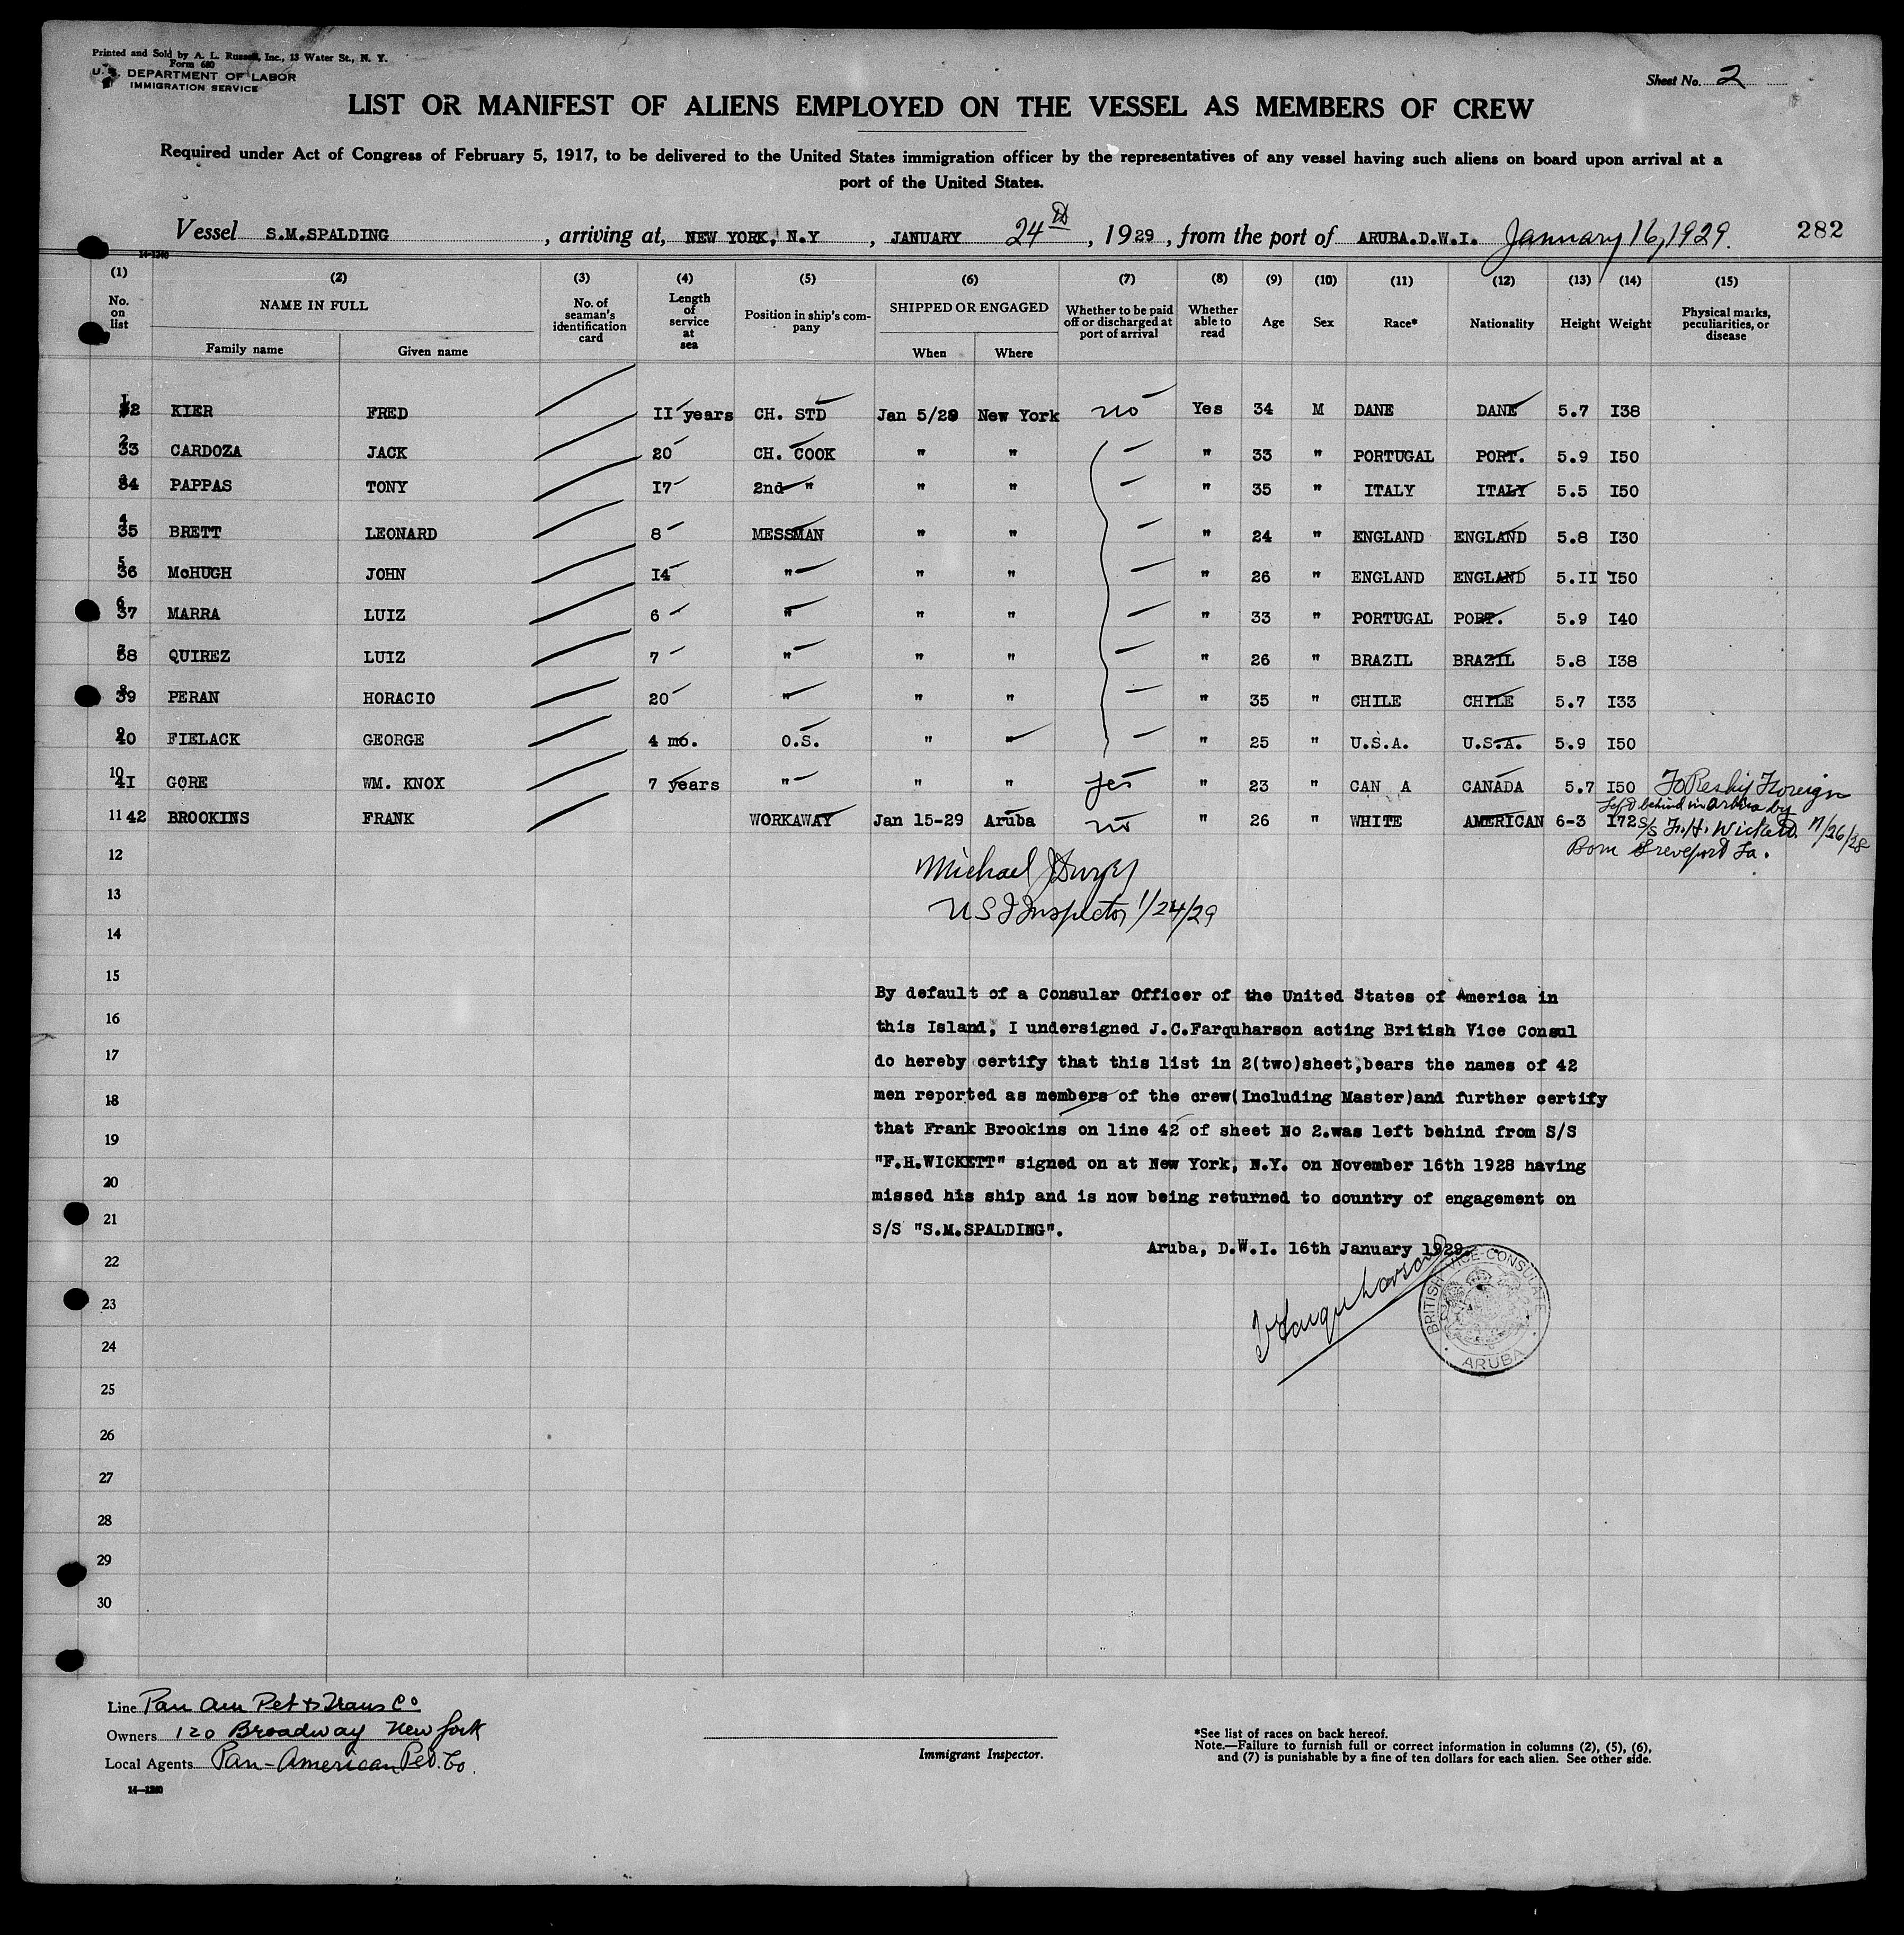 Printed and Sold by A. L. Russell, Inc., 13 Water St., N. Y.
Form 680
U. S. DEPARTMENT OF LABOR
IMMIGRATION SERVICE
Sheet No. 2
LIST OR MANIFEST OF ALIENS EMPLOYED ON THE VESSEL AS MEMBERS OF CREW
Required under Act of Congress of February 5, 1917, to be delivered to the United States immigration officer by the representatives of any vessel having such aliens on board upon arrival at a
port of the United States.
Vessel S.M.SPALDING, arriving at, NEW YORK, N.Y, JANUARY 24th, 1929, from the port of ARUBA.D.W.I. January 16, 1929. 282
14-1240
(1) (2) (3) (4) (5) (6) (7) (8) (9) (10) (11) (12) (13) (14) (15)
No. on list NAME IN FULL Family name Given name No. of seaman's identification card Length of service at sea Position in ship's company SHIPPED OR ENGAGED When Where Whether to be paid off or discharged at port of arrival Whether able to read Age Sex Race* Nationality Height Weight Physical marks, peculiarities, or disease
1 32 KIER FRED II years CH. STD Jan 5/29 New York no Yes 34 M DANE DANE 5.7 I38
2 33 CARDOZA JACK 20 CH. COOK " " " 33 " PORTUGAL PORT. 5.9 I50
3 34 PAPPAS TONY I7 2nd " " " " 35 " ITALY ITALY 5.5 I50
4 35 BRETT LEONARD 8 MESSMAN " " " 24 " ENGLAND ENGLAND 5.8 I30
5 36 McHUGH JOHN I4 " " " " 26 " ENGLAND ENGLAND 5.II I50
6 37 MARRA LUIZ 6 " " " " 33 " PORTUGAL PORT. 5.9 I40
7 38 QUIREZ LUIZ 7 " " " " 26 " BRAZIL BRAZIL 5.8 I38
8 39 PERAN HORACIO 20 " " " " 35 " CHILE CHILE 5.7 I33
9 40 FIELACK GEORGE 4 mo. O.S. " " " 25 " U.S.A. U.S.A. 5.9 I50
10 4I GORE WM. KNOX 7 years " " " yes " 23 " CAN A CANADA 5.7 I50 To Reship Foreign
11 42 BROOKINS FRANK WORKAWAY Jan 15-29 Aruba no " 26 " WHITE AMERICAN 6-3 I72 Left behind in Aruba by
S/S F. H. Wickett. 11/26/28
Born Shreveport La.
12
Michael J Dwyer
13
U S I Inspector 1/24/29
14
15
By default of a Consular Officer of the United States of America in
16
this Island, I undersigned J.C.Farquharson acting British Vice Consul
17
do hereby certify that this list in 2(two)sheet,bears the names of 42
18
men reported as members of the crew(Including Master)and further certify
19
that Frank Brookins on line 42 of sheet No 2.was left behind from S/S
"F.H.WICKETT" signed on at New York, N.Y. on November 16th 1928 having
20
missed his ship and is now being returned to country of engagement on
21
S/S "S.M.SPALDING".
Aruba, D.W.I. 16th January 1929.
22
JFarquharson
BRITISH VICE-CONSULATE
ARUBA
23
24
25
26
27
28
29
30
Line Pan Am Pet & Trans Co
Owners 120 Broadway New York
Local Agents Pan-American Pet. Co.
14-1240
Immigrant Inspector.
*See list of races on back hereof.
Note.—Failure to furnish full or correct information in columns (2), (5), (6),
and (7) is punishable by a fine of ten dollars for each alien. See other side.